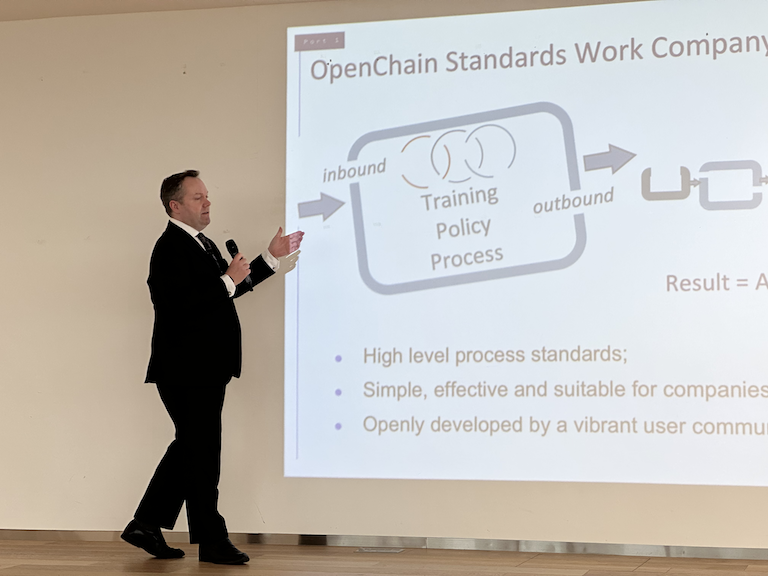 Part 1
OpenChain Standards Work Company
inbound
Training
Policy
Process
outbound
Result = A
High level process standards;
Simple, effective and suitable for companies
Openly developed by a vibrant user commu